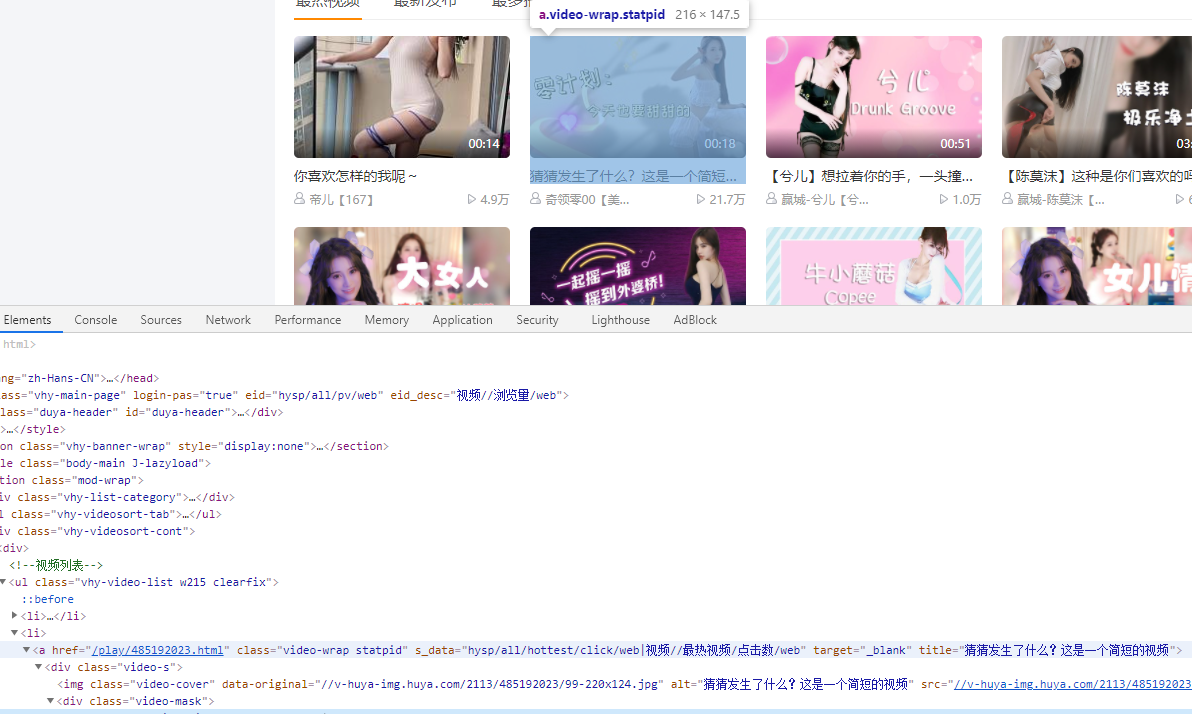 最热视频 最新发布
a.video-wrap.statpid 216 × 147.5
00:14
零计划:
今天也要甜甜的
00:18
兮儿
Drunk Groove
00:51
陈莫沫
极乐净土
03:
你喜欢怎样的我呢～
猜猜发生了什么？这是一个简短...
【兮儿】想拉着你的手，一头撞...
【陈莫沫】这种是你们喜欢的吗
帝儿【167】 4.9万
奇领零00【美... 21.7万
赢城-兮儿【兮... 1.0万
赢城-陈莫沫【... 6
大女人
一起摇一摇
摇到外婆桥!
牛小蘑菇
Copee
女儿情
Elements Console Sources Network Performance Memory Application Security Lighthouse AdBlock
html>
ng="zh-Hans-CN">…</head>
ass="vhy-main-page" login-pas="true" eid="hysp/all/pv/web" eid_desc="视频//浏览量/web">
lass="duya-header" id="duya-header">…</div>
>…</style>
on class="vhy-banner-wrap" style="display:none">…</section>
le class="body-main J-lazyload">
tion class="mod-wrap">
iv class="vhy-list-category">…</div>
l class="vhy-videosort-tab">…</ul>
iv class="vhy-videosort-cont">
<div>
<!--视频列表-->
<ul class="vhy-video-list w215 clearfix">
::before
<li>…</li>
<li>
<a href="/play/485192023.html" class="video-wrap statpid" s_data="hysp/all/hottest/click/web|视频//最热视频/点击数/web" target="_blank" title="猜猜发生了什么？这是一个简短的视频">
<div class="video-s">
<img class="video-cover" data-original="//v-huya-img.huya.com/2113/485192023/99-220x124.jpg" alt="猜猜发生了什么？这是一个简短的视频" src="//v-huya-img.huya.com/2113/485192023
<div class="video-mask">